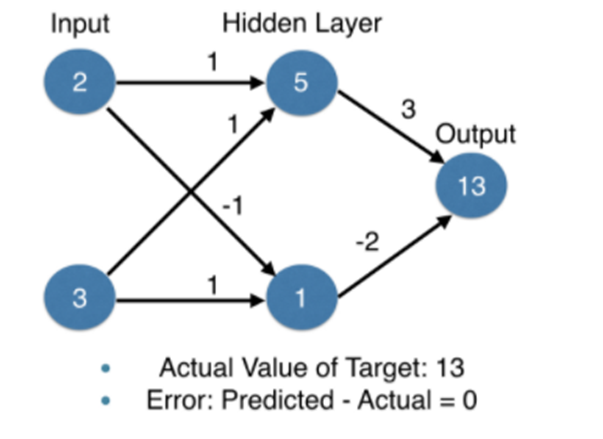 Input
Hidden Layer
2
1
5
1
3
Output
13
-1
-2
3
1
1
Actual Value of Target: 13
Error: Predicted - Actual = 0